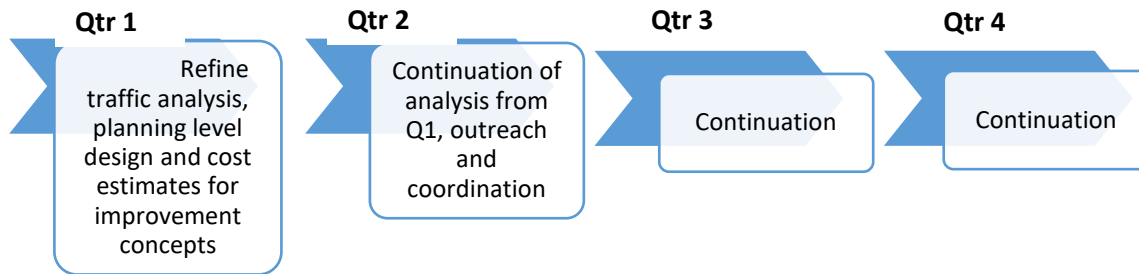 Qtr 1
Refine
traffic analysis,
planning level
design and cost
estimates for
improvement
concepts
Qtr 2
Continuation of
analysis from
Q1, outreach
and
coordination
Qtr 3
Continuation
Qtr 4
Continuation